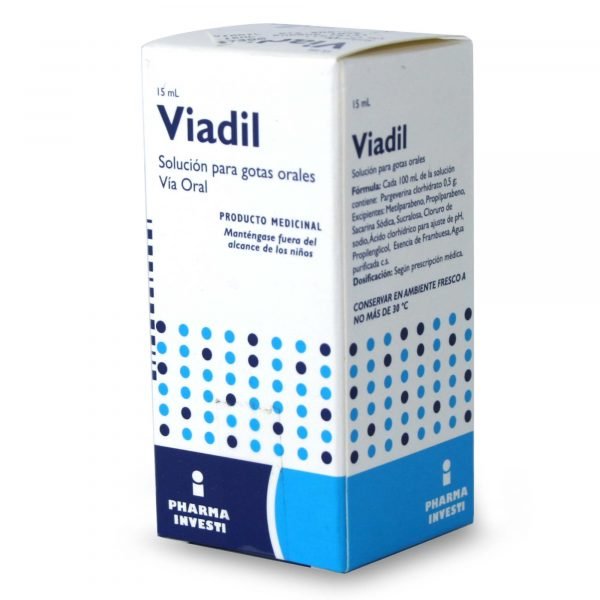 Viadil
15 mL
Viadil
Solución para gotas orales
Vía Oral
PRODUCTO MEDICINAL
Manténgase fuera del
alcance de los niños
i
PHARMA
INVESTI
15 mL
Viadil
Solución para gotas orales
Fórmula: Cada 100 mL de la solución
contiene: Pargeverina clorhidrato 0,5 g;
Excipientes: Metilparabeno, Propilparabeno,
Sacarina Sódica, Sucralosa, Cloruro de
sodio, Ácido clorhídrico para ajuste de pH,
Propilenglicol, Esencia de Frambuesa, Agua
purificada c.s.
Dosificación: Según prescripción médica.
CONSERVAR EN AMBIENTE FRESCO A
NO MÁS DE 30 °C
i
PHARMA
INVESTI